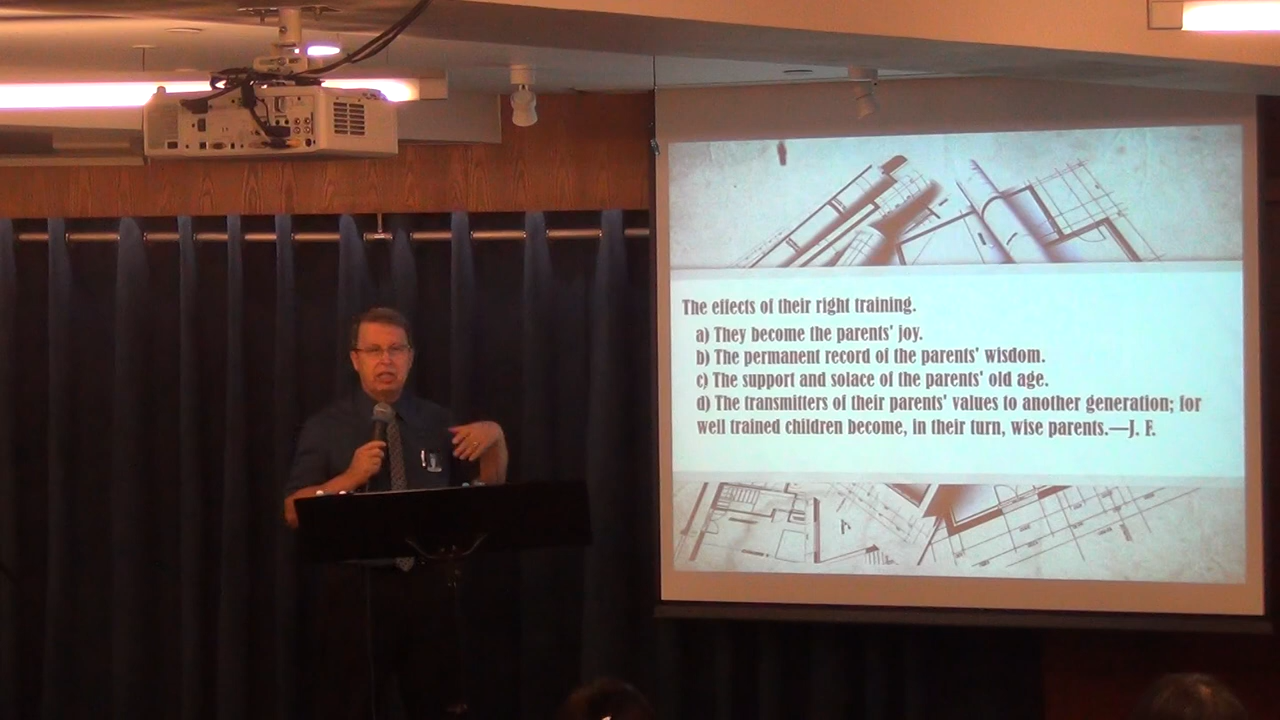 The effects of their right training.
a) They become the parents' joy.
b) The permanent record of the parents' wisdom.
c) The support and solace of the parents' old age.
d) The transmitters of their parents' values to another generation; for
well trained children become, in their turn, wise parents.—J. F.